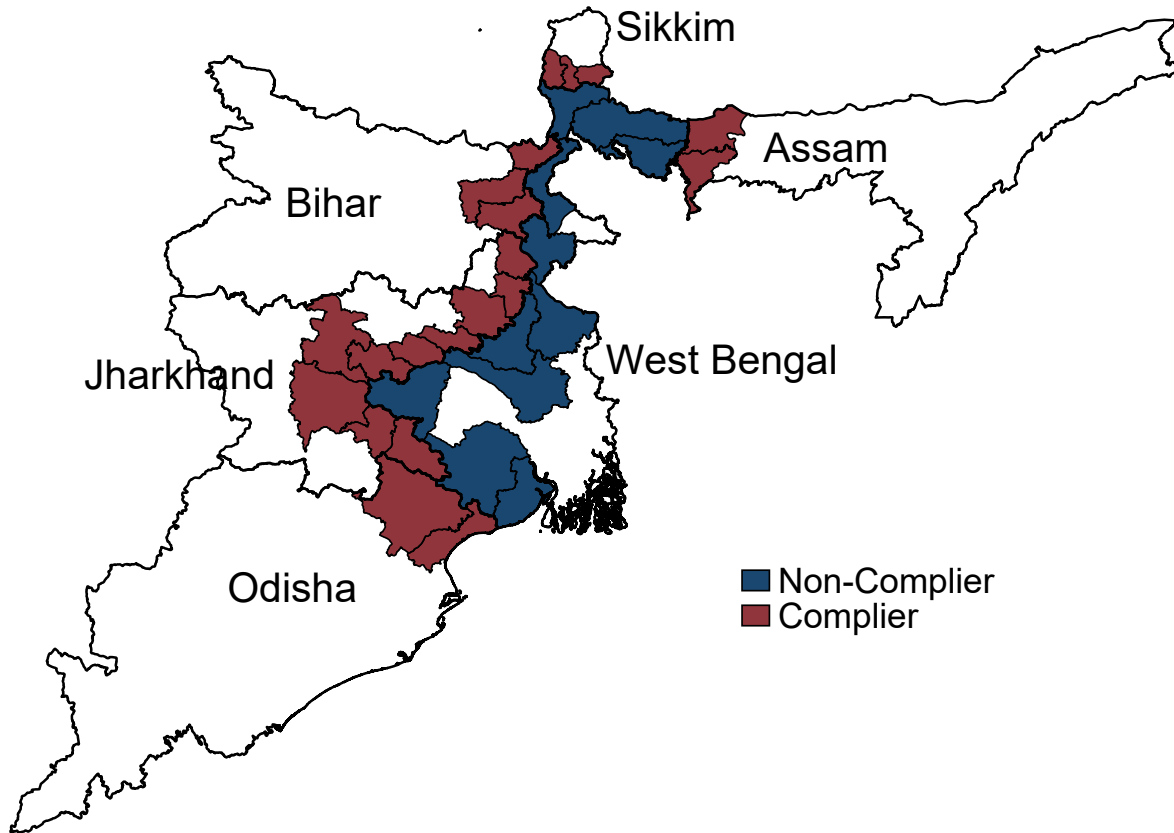 Sikkim
Assam
Bihar
West Bengal
Jharkhand
Odisha
Non-Complier
Complier